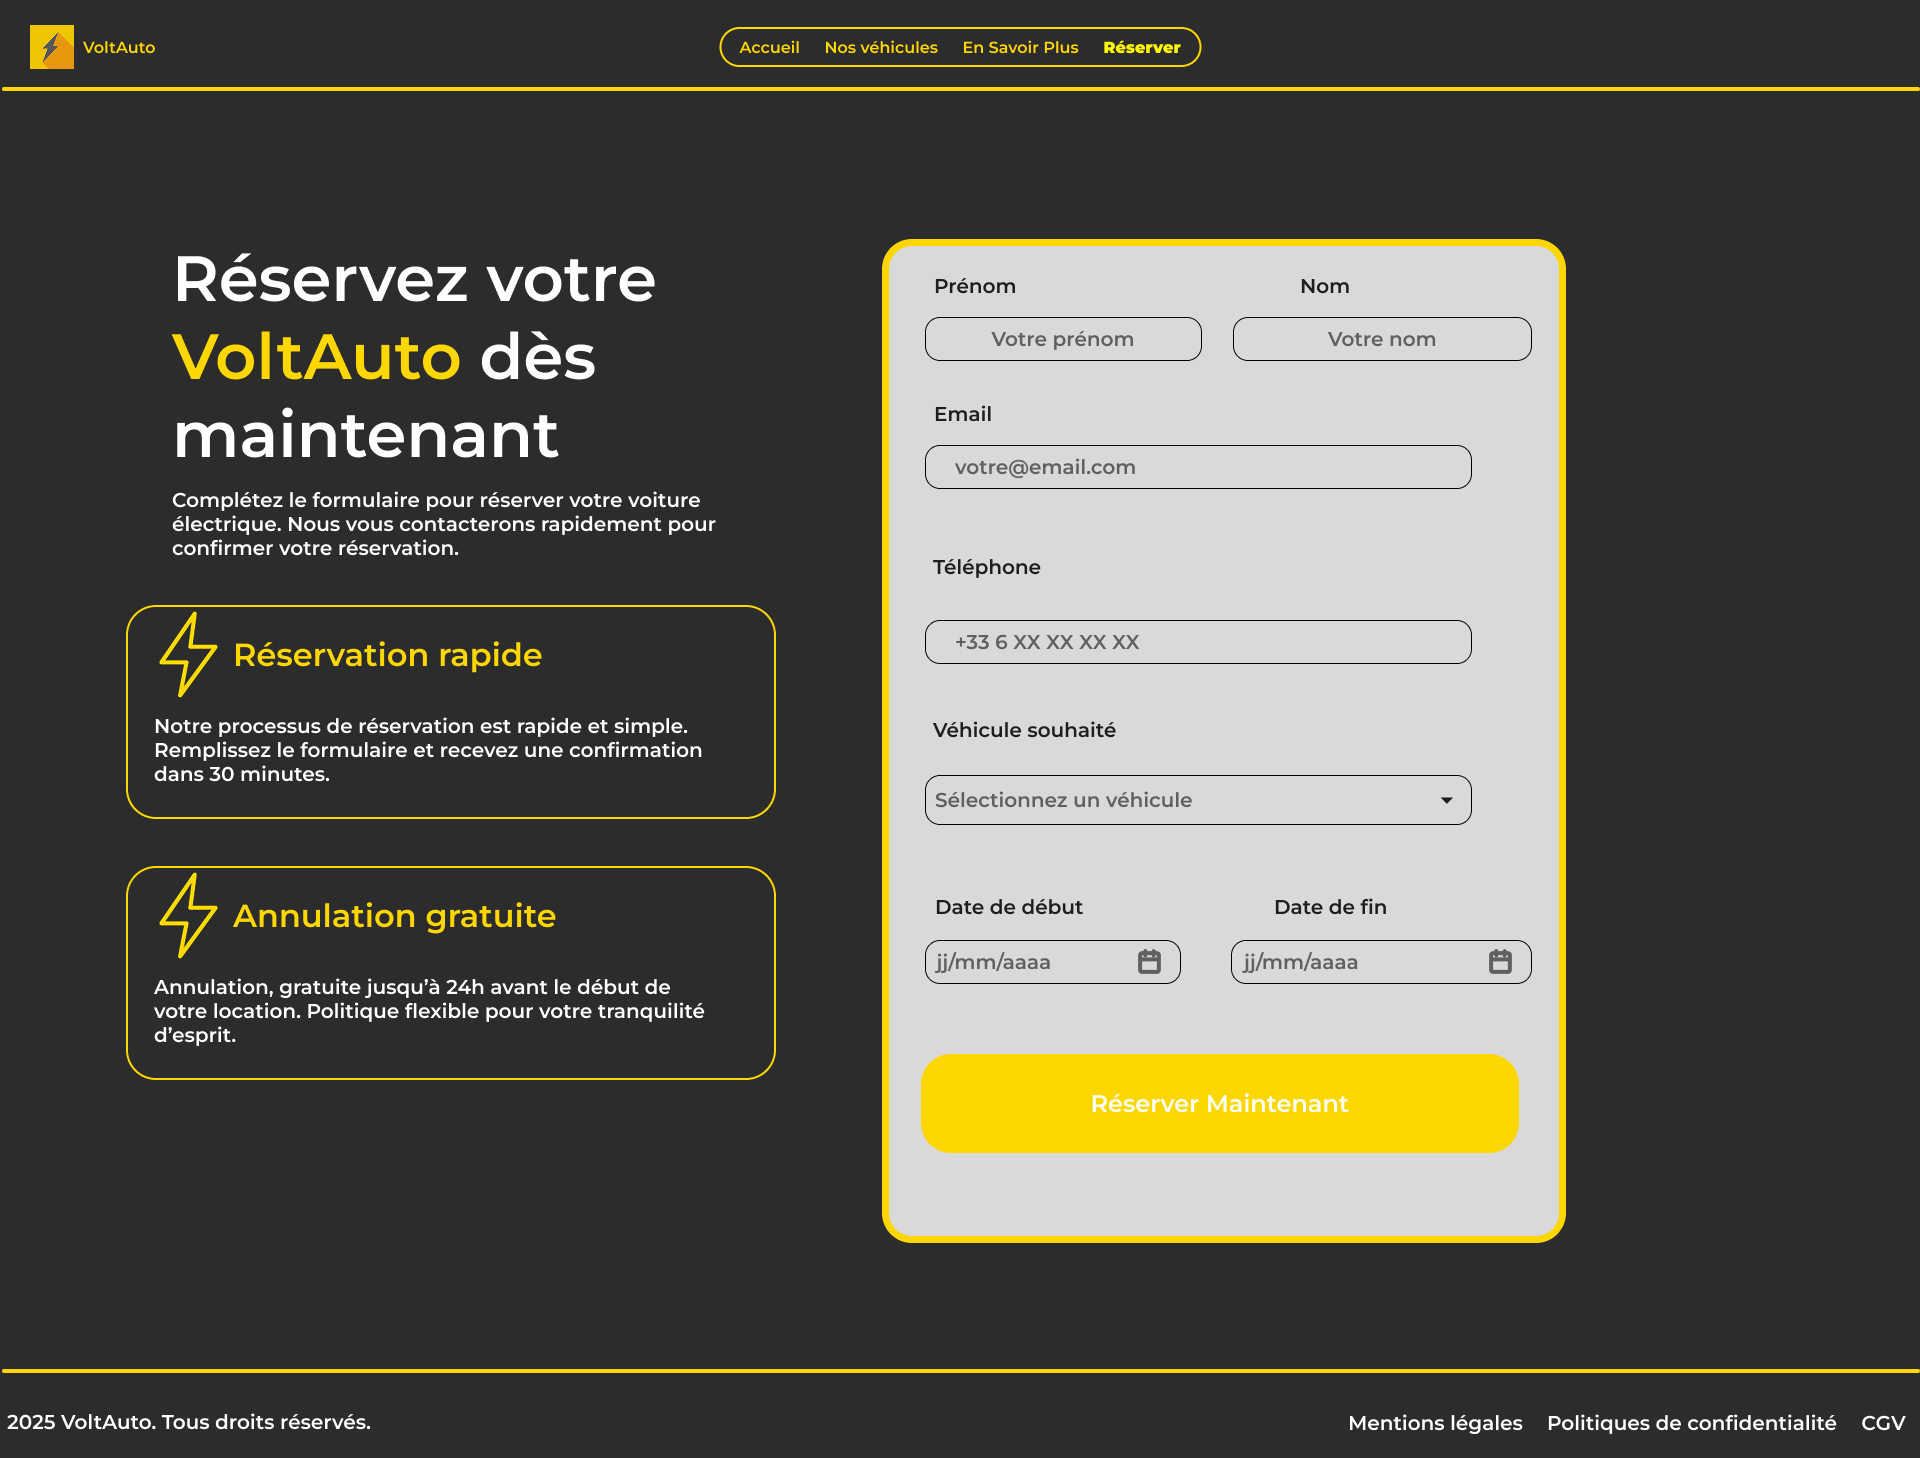 VoltAuto
Accueil Nos véhicules En Savoir Plus Réserver
Réservez votre
VoltAuto dès
maintenant
Complétez le formulaire pour réserver votre voiture
électrique. Nous vous contacterons rapidement pour
confirmer votre réservation.
Réservation rapide
Notre processus de réservation est rapide et simple.
Remplissez le formulaire et recevez une confirmation
dans 30 minutes.
Annulation gratuite
Annulation, gratuite jusqu’à 24h avant le début de
votre location. Politique flexible pour votre tranquilité
d’esprit.
Prénom Nom
Votre prénom Votre nom
Email
votre@email.com
Téléphone
+33 6 XX XX XX XX
Véhicule souhaité
Sélectionnez un véhicule
Date de début Date de fin
jj/mm/aaaa jj/mm/aaaa
Réserver Maintenant
2025 VoltAuto. Tous droits réservés.
Mentions légales Politiques de confidentialité CGV